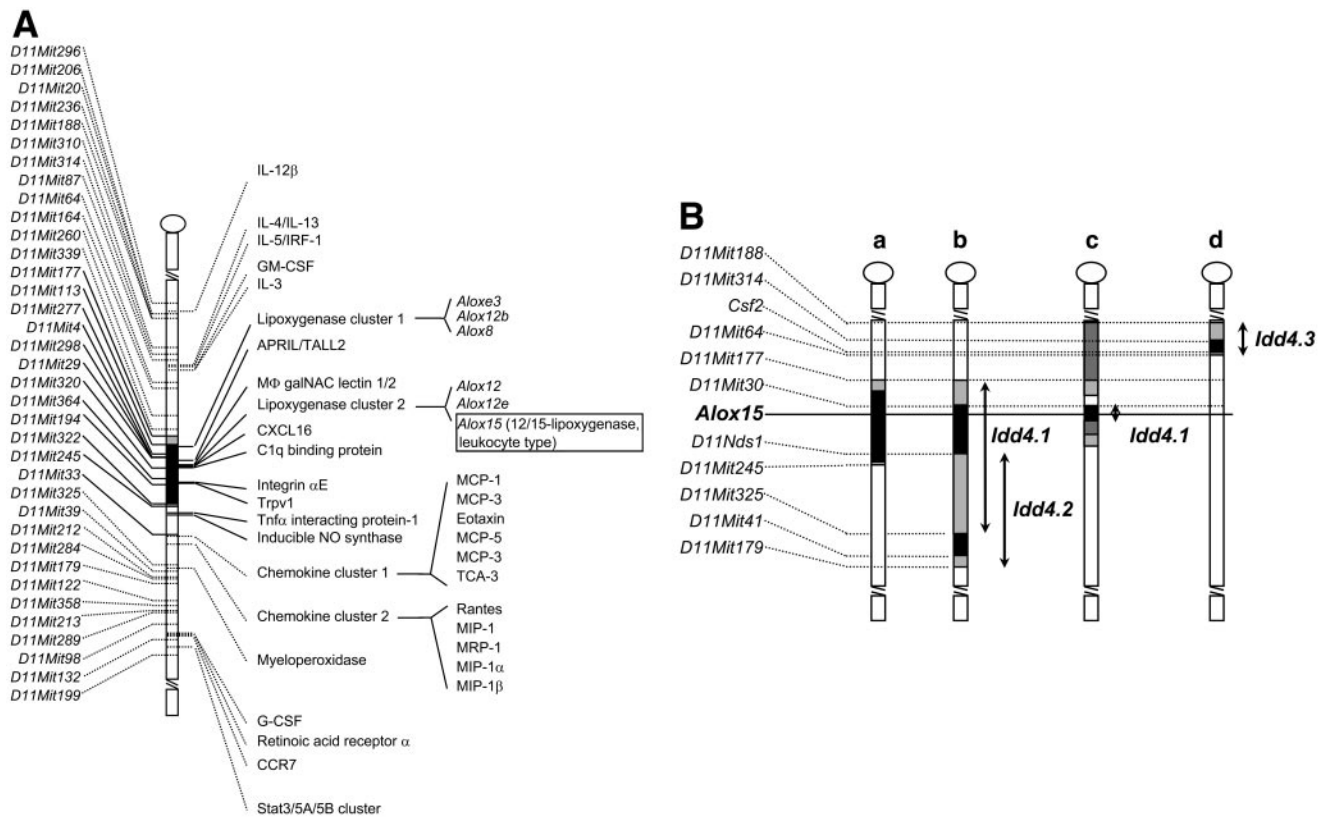 A
D11Mit296
D11Mit206
D11Mit20
D11Mit236
D11Mit188
D11Mit310
D11Mit314
D11Mit87
D11Mit64
D11Mit164
D11Mit260
D11Mit339
D11Mit177
D11Mit113
D11Mit277
D11Mit4
D11Mit298
D11Mit29
D11Mit320
D11Mit364
D11Mit194
D11Mit322
D11Mit245
D11Mit33
D11Mit325
D11Mit39
D11Mit212
D11Mit284
D11Mit179
D11Mit122
D11Mit358
D11Mit213
D11Mit289
D11Mit98
D11Mit132
D11Mit199
IL-12β
IL-4/IL-13
IL-5/IRF-1
GM-CSF
IL-3
Lipoxygenase cluster 1
Aloxe3
Alox12b
Alox8
APRIL/TALL2
MΦ galNAC lectin 1/2
Lipoxygenase cluster 2
Alox12
Alox12e
Alox15 (12/15-lipoxygenase,
leukocyte type)
CXCL16
C1q binding protein
Integrin αE
Trpv1
Tnfα interacting protein-1
Inducible NO synthase
Chemokine cluster 1
MCP-1
MCP-3
Eotaxin
MCP-5
MCP-3
TCA-3
Chemokine cluster 2
Rantes
MIP-1
MRP-1
MIP-1α
MIP-1β
Myeloperoxidase
G-CSF
Retinoic acid receptor α
CCR7
Stat3/5A/5B cluster
B
a b c d
D11Mit188
D11Mit314
Csf2
D11Mit64
D11Mit177
D11Mit30
Alox15
D11Nds1
D11Mit245
D11Mit325
D11Mit41
D11Mit179
Idd4.3
Idd4.1
Idd4.1
Idd4.2